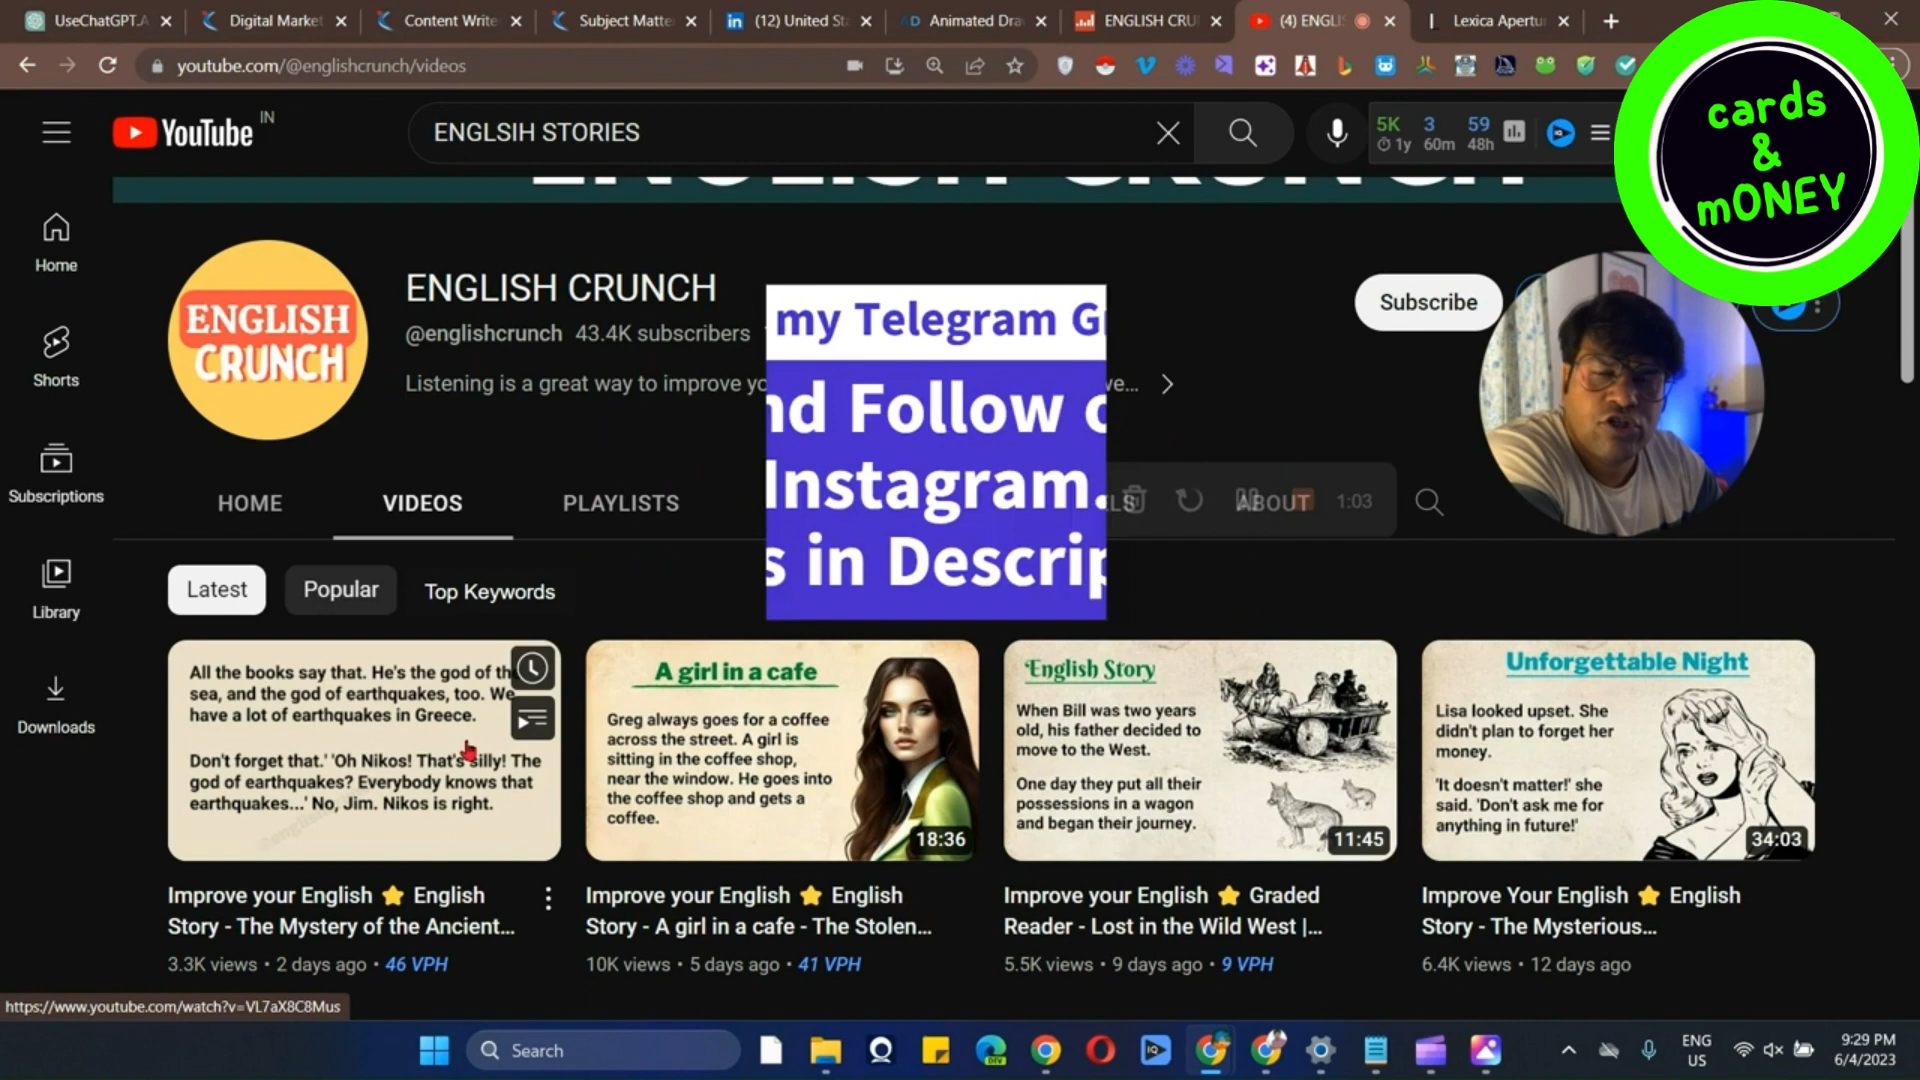 UseChatGPT.A
Digital Market
Content Write
Subject Matte
(12) United St
Animated Dra
ENGLISH CRU
(4) ENGLIS
Lexica Apertu
youtube.com/@englishcrunch/videos
YouTube IN
ENGLSIH STORIES
5K 3 59
1y 60m 48h
cards
&
mONEY
Home
Shorts
Subscriptions
Library
Downloads
ENGLISH
CRUNCH
ENGLISH CRUNCH
@englishcrunch 43.4K subscribers
Listening is a great way to improve yo
ve...
Subscribe
my Telegram G
nd Follow
Instagram.
s in Descrip
HOME
VIDEOS
PLAYLISTS
LS
ABOUT
1:03
Latest
Popular
Top Keywords
All the books say that. He's the god of the
sea, and the god of earthquakes, too. We
have a lot of earthquakes in Greece.
Don't forget that.' 'Oh Nikos! That's silly! The
god of earthquakes? Everybody knows that
earthquakes...' No, Jim. Nikos is right.
A girl in a cafe
Greg always goes for a coffee
across the street. A girl is
sitting in the coffee shop,
near the window. He goes into
the coffee shop and gets a
coffee.
18:36
English Story
When Bill was two years
old, his father decided to
move to the West.
One day they put all their
possessions in a wagon
and began their journey.
11:45
Unforgettable Night
Lisa looked upset. She
didn't plan to forget her
money.
'It doesn't matter!' she
said. 'Don't ask me for
anything in future!'
34:03
Improve your English ⭐ English
Story - The Mystery of the Ancient...
3.3K views • 2 days ago • 46 VPH
Improve your English ⭐ English
Story - A girl in a cafe - The Stolen...
10K views • 5 days ago • 41 VPH
Improve your English ⭐ Graded
Reader - Lost in the Wild West |...
5.5K views • 9 days ago • 9 VPH
Improve Your English ⭐ English
Story - The Mysterious...
6.4K views • 12 days ago
https://www.youtube.com/watch?v=VL7aX8C8Mus
Search
ENG
US
9:29 PM
6/4/2023